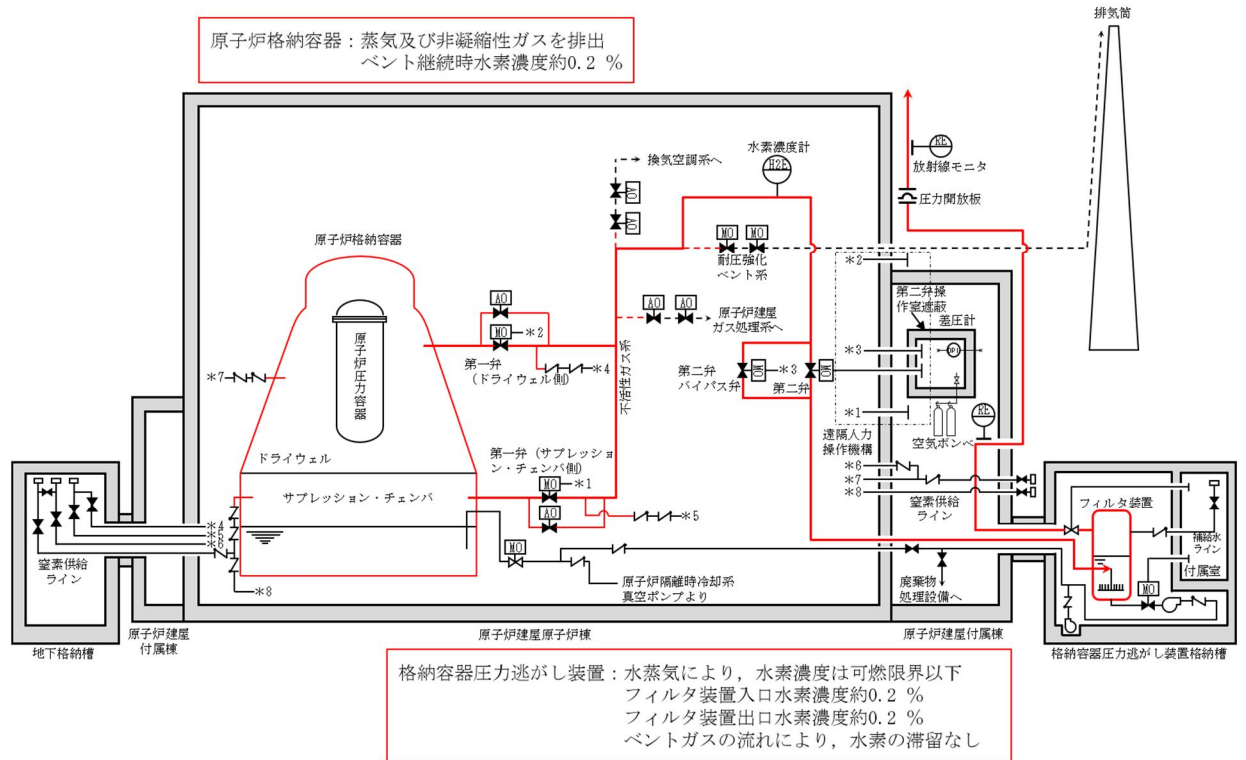 原子炉格納容器：蒸気及び非凝縮性ガスを排出
ベント継続時水素濃度約0.2 %
排気筒
水素濃度計
H2E
換気空調系へ
AO
AO
RE
放射線モニタ
圧力開放板
原子炉格納容器
MO
MO
耐圧強化
ベント系
＊2
第二弁操
作室遮蔽
差圧計
DPI
AO
MO
＊2
AO
AO
原子炉建屋
ガス処理系へ
原子炉圧力容器
不活性ガス系
＊7
第一弁
（ドライウェル側）
＊4
第二弁
バイパス弁
MO
＊3
第二弁
MO
＊3
＊1
RE
空気ボンベ
遠隔人力
操作機構
ドライウェル
第一弁（サプレッショ
ン・チェンバ側）
MO
＊1
AO
＊5
サプレッション・チェンバ
＊6
＊7
＊8
窒素供給
ライン
フィルタ装置
補給水
ライン
付属室
MO
＊4
＊5
＊6
窒素供給
ライン
＊8
MO
原子炉隔離時冷却系
真空ポンプより
廃棄物
処理設備へ
地下格納槽
原子炉建屋
付属棟
原子炉建屋原子炉棟
原子炉建屋付属棟
格納容器圧力逃がし装置格納槽
格納容器圧力逃がし装置：水蒸気により，水素濃度は可燃限界以下
フィルタ装置入口水素濃度約0.2 %
フィルタ装置出口水素濃度約0.2 %
ベントガスの流れにより，水素の滞留なし